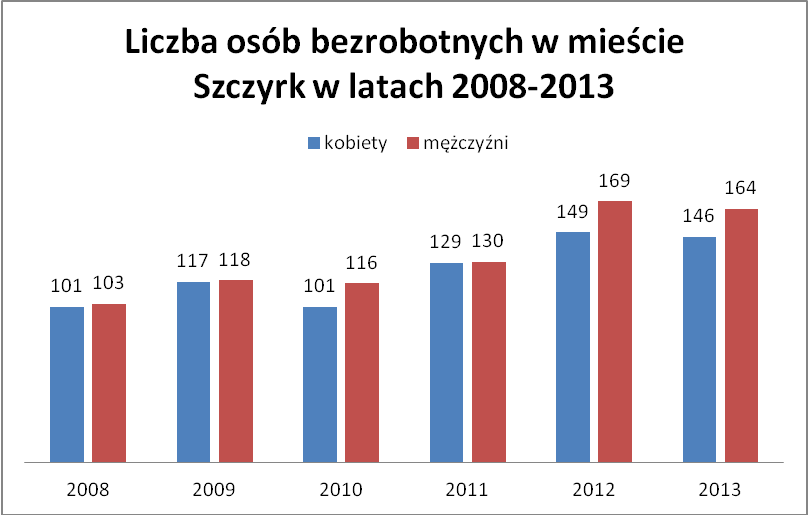 Liczba osób bezrobotnych w mieście
Szczyrk w latach 2008-2013
kobiety mężczyźni
101 103 117 118 101 116 129 130 149 169 146 164
2008 2009 2010 2011 2012 2013